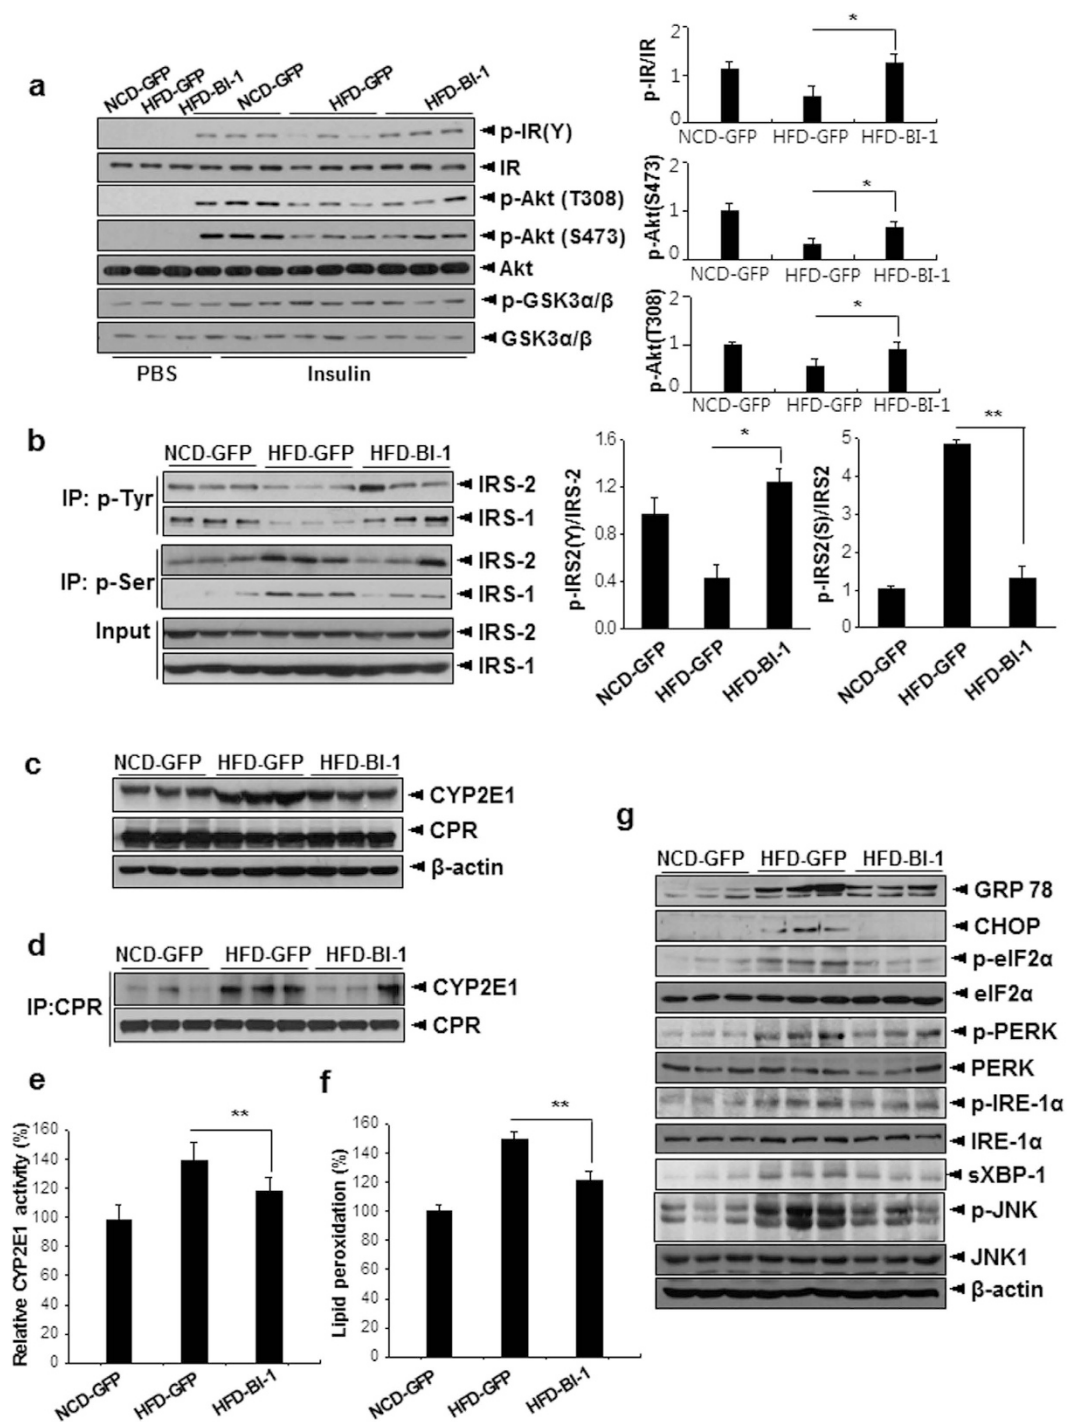 a
NCD-GFP HFD-GFP HFD-BI-1 NCD-GFP HFD-GFP HFD-BI-1
p-IR(Y)
IR
p-Akt (T308)
p-Akt (S473)
Akt
p-GSK3α/β
GSK3α/β
PBS Insulin
p-IR/IR
2
1
0
*
NCD-GFP HFD-GFP HFD-BI-1
p-Akt(S473)
2
1
0
*
NCD-GFP HFD-GFP HFD-BI-1
p-Akt(T308)
2
1
0
*
NCD-GFP HFD-GFP HFD-BI-1
b
NCD-GFP HFD-GFP HFD-BI-1
IP: p-Tyr
IRS-2
IRS-1
IP: p-Ser
IRS-2
IRS-1
Input
IRS-2
IRS-1
p-IRS2(Y)/IRS-2
1.6
1.2
0.8
0.4
0.0
*
NCD-GFP HFD-GFP HFD-BI-1
p-IRS2(S)/IRS2
5
4
3
2
1
0
**
NCD-GFP HFD-GFP HFD-BI-1
c
NCD-GFP HFD-GFP HFD-BI-1
CYP2E1
CPR
β-actin
d
NCD-GFP HFD-GFP HFD-BI-1
IP:CPR
CYP2E1
CPR
e
Relative CYP2E1 activity (%)
160
140
120
100
80
60
40
20
0
**
NCD-GFP HFD-GFP HFD-BI-1
f
Lipid peroxidation (%)
160
140
120
100
80
60
40
20
0
**
NCD-GFP HFD-GFP HFD-BI-1
g
NCD-GFP HFD-GFP HFD-BI-1
GRP 78
CHOP
p-eIF2α
eIF2α
p-PERK
PERK
p-IRE-1α
IRE-1α
sXBP-1
p-JNK
JNK1
β-actin